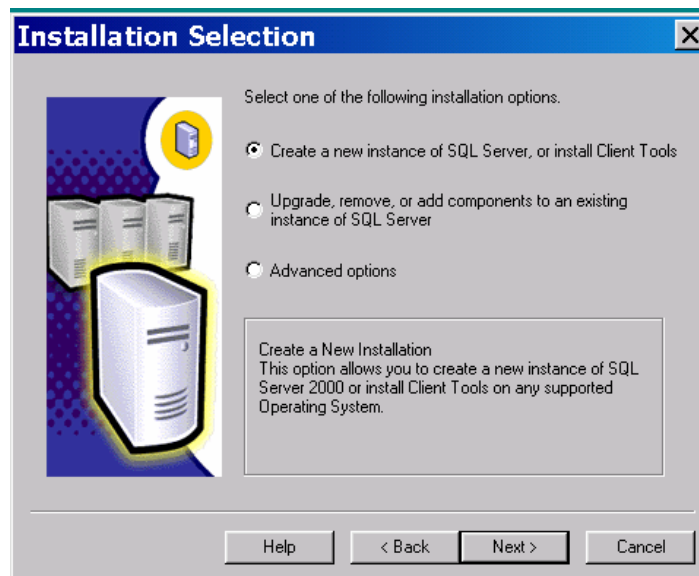 Installation Selection
Select one of the following installation options.
Create a new instance of SQL Server, or install Client Tools
Upgrade, remove, or add components to an existing
instance of SQL Server
Advanced options
Create a New Installation
This option allows you to create a new instance of SQL
Server 2000 or install Client Tools on any supported
Operating System.
Help
< Back
Next >
Cancel